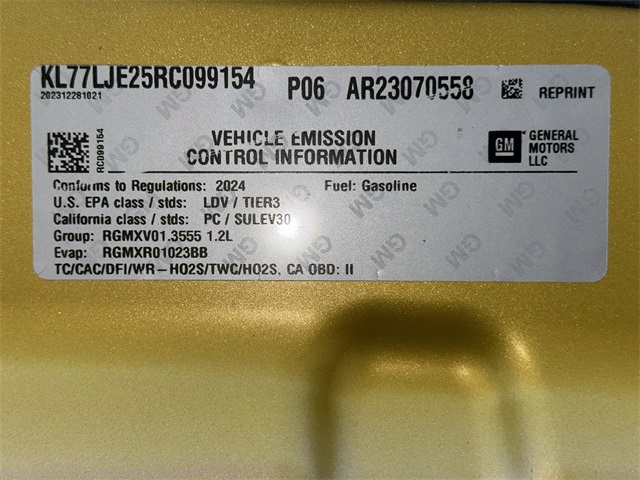 KL77LJE25RC099154 P06 AR23070558 REPRINT
202312281021
RC099154
VEHICLE EMISSION
CONTROL INFORMATION
GM GENERAL
MOTORS
LLC
Conforms to Regulations: 2024 Fuel: Gasoline
U.S. EPA class / stds: LDV / TIER3
California class / stds: PC / SULEV30
Group: RGMXV01.3555 1.2L
Evap: RGMXR01023BB
TC/CAC/DFI/WR-HO2S/TWC/HO2S, CA OBD: II